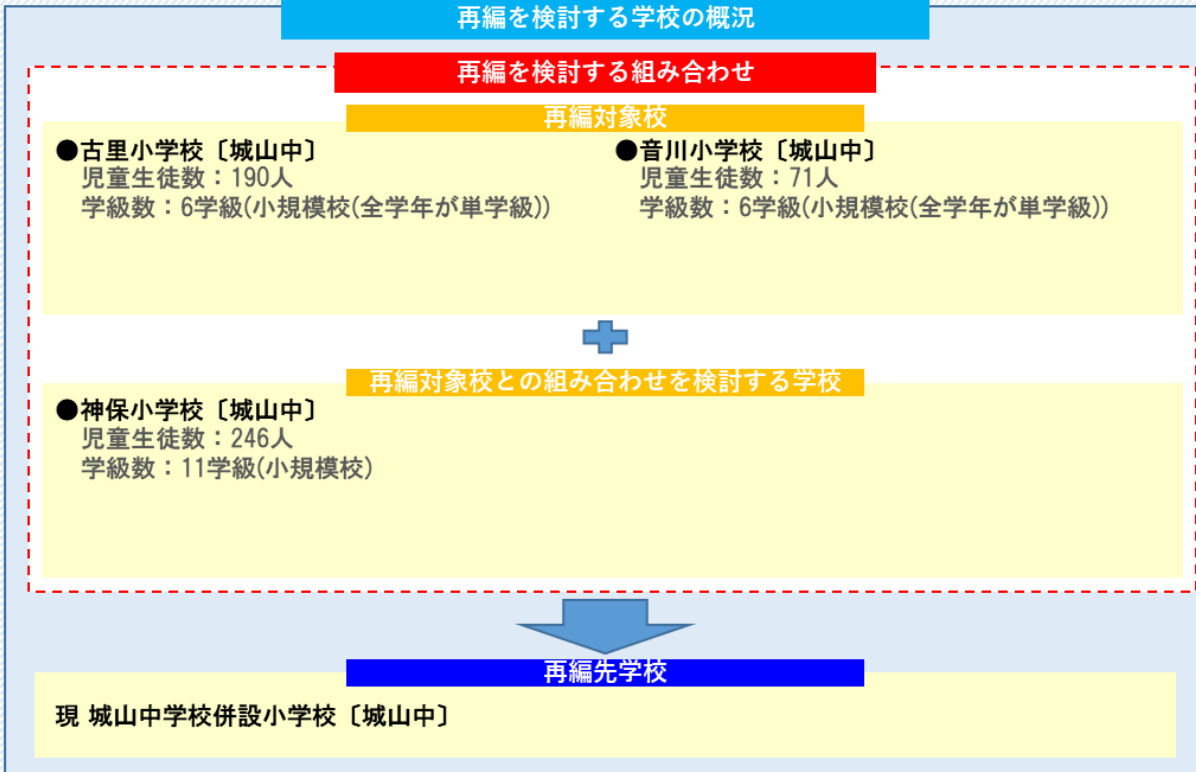 再編を検討する学校の概況
再編を検討する組み合わせ
再編対象校
●古里小学校〔城山中〕
児童生徒数：190人
学級数：6学級(小規模校(全学年が単学級))
●音川小学校〔城山中〕
児童生徒数：71人
学級数：6学級(小規模校(全学年が単学級))
再編対象校との組み合わせを検討する学校
●神保小学校〔城山中〕
児童生徒数：246人
学級数：11学級(小規模校)
再編先学校
現 城山中学校併設小学校〔城山中〕